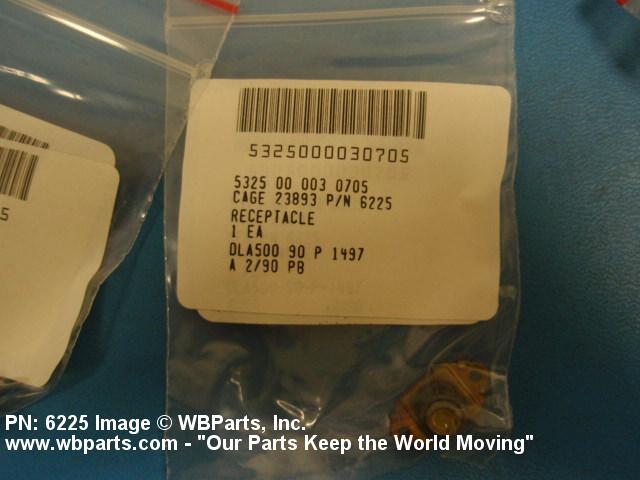 5325000030705
5325 00 003 0705
CAGE 23893 P/N 6225
RECEPTACLE
1 EA
DLA500 90 P 1497
A 2/90 PB
5
PN: 6225 Image © WBParts, Inc.
www.wbparts.com - "Our Parts Keep the World Moving"